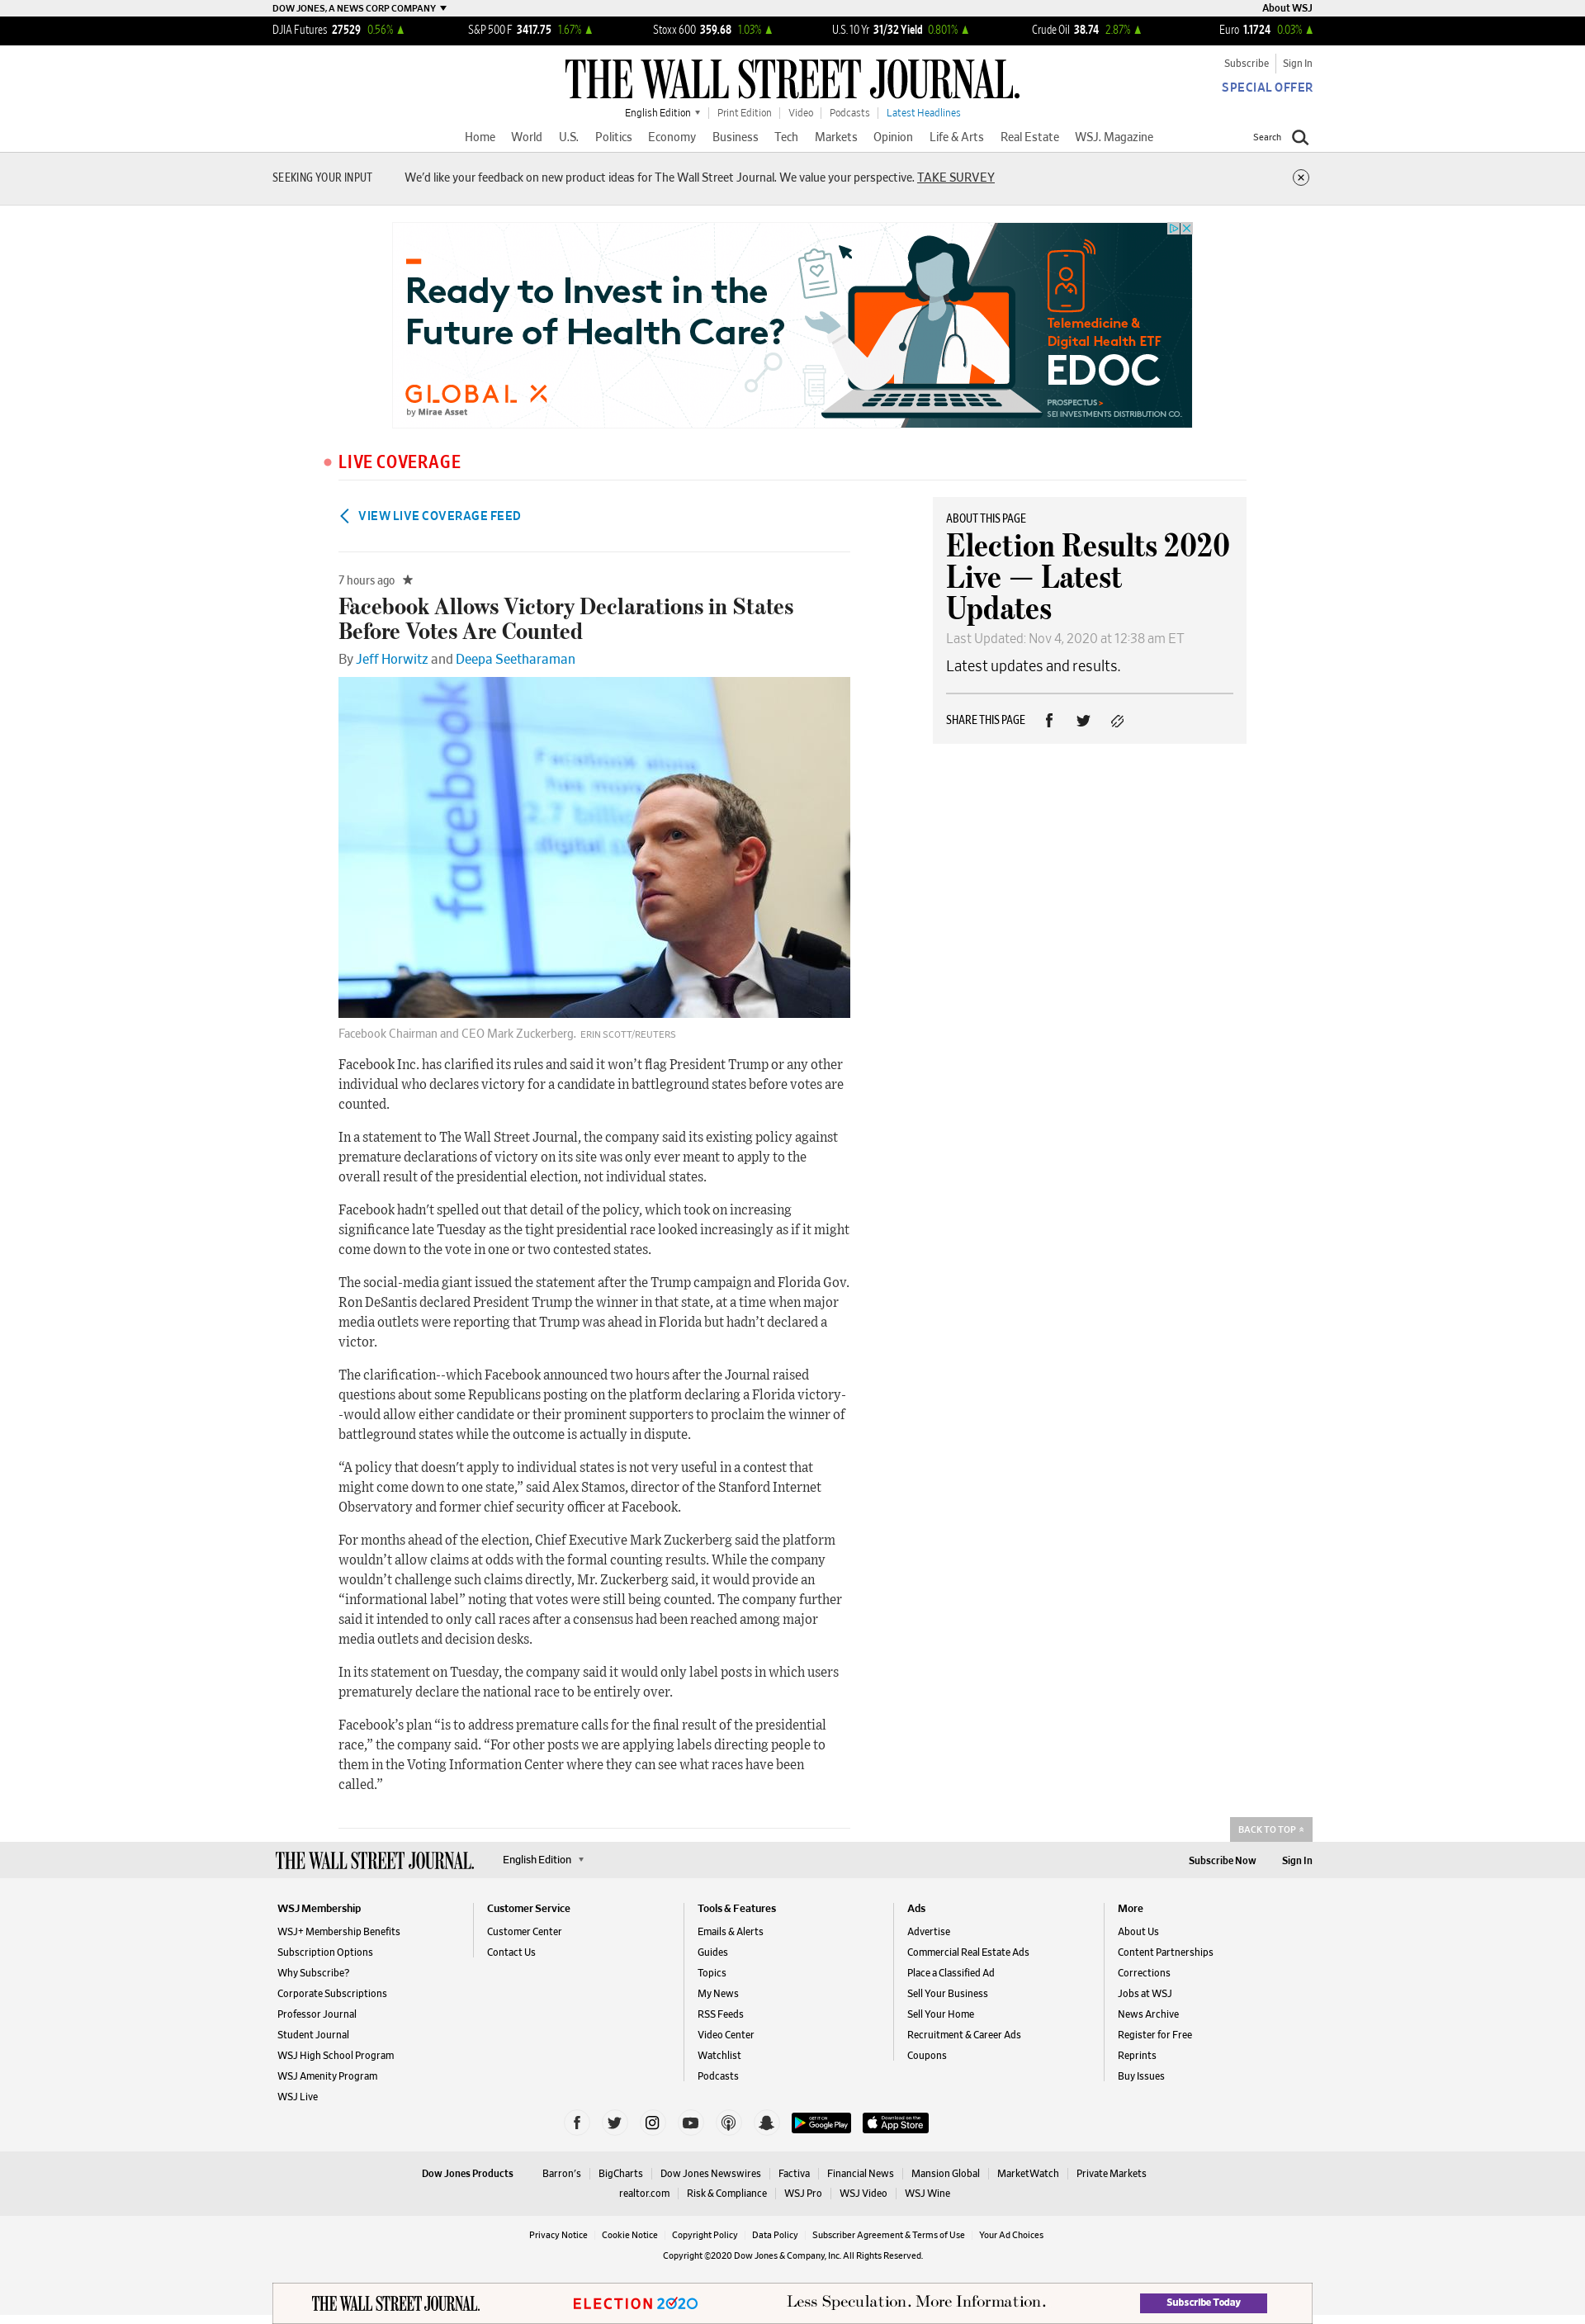 DOW JONES, A NEWS CORP COMPANY
About WSJ
DJIA Futures 27529 0.56%
S&P 500 F 3417.75 1.67%
Stoxx 600 359.68 1.03%
U.S. 10 Yr 31/32 Yield 0.801%
Crude Oil 38.74 2.87%
Euro 1.1724 0.03%
THE WALL STREET JOURNAL.
Subscribe Sign In
SPECIAL OFFER
English Edition Print Edition Video Podcasts Latest Headlines
Home World U.S. Politics Economy Business Tech Markets Opinion Life & Arts Real Estate WSJ. Magazine
Search
SEEKING YOUR INPUT
We'd like your feedback on new product ideas for The Wall Street Journal. We value your perspective. TAKE SURVEY
Ready to Invest in the
Future of Health Care?
GLOBAL X
by Mirae Asset
Telemedicine &
Digital Health ETF
EDOC
PROSPECTUS >
SEI INVESTMENTS DISTRIBUTION CO.
LIVE COVERAGE
VIEW LIVE COVERAGE FEED
7 hours ago
Facebook Allows Victory Declarations in States
Before Votes Are Counted
By Jeff Horwitz and Deepa Seetharaman
facebook
2.7 billion
digital
Facebook Chairman and CEO Mark Zuckerberg. ERIN SCOTT/REUTERS
Facebook Inc. has clarified its rules and said it won’t flag President Trump or any other
individual who declares victory for a candidate in battleground states before votes are
counted.
In a statement to The Wall Street Journal, the company said its existing policy against
premature declarations of victory on its site was only ever meant to apply to the
overall result of the presidential election, not individual states.
Facebook hadn't spelled out that detail of the policy, which took on increasing
significance late Tuesday as the tight presidential race looked increasingly as if it might
come down to the vote in one or two contested states.
The social-media giant issued the statement after the Trump campaign and Florida Gov.
Ron DeSantis declared President Trump the winner in that state, at a time when major
media outlets were reporting that Trump was ahead in Florida but hadn’t declared a
victor.
The clarification--which Facebook announced two hours after the Journal raised
questions about some Republicans posting on the platform declaring a Florida victory-
-would allow either candidate or their prominent supporters to proclaim the winner of
battleground states while the outcome is actually in dispute.
“A policy that doesn't apply to individual states is not very useful in a contest that
might come down to one state,” said Alex Stamos, director of the Stanford Internet
Observatory and former chief security officer at Facebook.
For months ahead of the election, Chief Executive Mark Zuckerberg said the platform
wouldn’t allow claims at odds with the formal counting results. While the company
wouldn’t challenge such claims directly, Mr. Zuckerberg said, it would provide an
“informational label” noting that votes were still being counted. The company further
said it intended to only call races after a consensus had been reached among major
media outlets and decision desks.
In its statement on Tuesday, the company said it would only label posts in which users
prematurely declare the national race to be entirely over.
Facebook’s plan “is to address premature calls for the final result of the presidential
race,” the company said. “For other posts we are applying labels directing people to
them in the Voting Information Center where they can see what races have been
called.”
ABOUT THIS PAGE
Election Results 2020
Live — Latest
Updates
Last Updated: Nov 4, 2020 at 12:38 am ET
Latest updates and results.
SHARE THIS PAGE
BACK TO TOP
THE WALL STREET JOURNAL.
English Edition
Subscribe Now
Sign In
WSJ Membership
WSJ+ Membership Benefits
Subscription Options
Why Subscribe?
Corporate Subscriptions
Professor Journal
Student Journal
WSJ High School Program
WSJ Amenity Program
WSJ Live
Customer Service
Customer Center
Contact Us
Tools & Features
Emails & Alerts
Guides
Topics
My News
RSS Feeds
Video Center
Watchlist
Podcasts
Ads
Advertise
Commercial Real Estate Ads
Place a Classified Ad
Sell Your Business
Sell Your Home
Recruitment & Career Ads
Coupons
More
About Us
Content Partnerships
Corrections
Jobs at WSJ
News Archive
Register for Free
Reprints
Buy Issues
GET IT ON
Google Play
Download on the
App Store
Dow Jones Products Barron's BigCharts Dow Jones Newswires Factiva Financial News Mansion Global MarketWatch Private Markets
realtor.com Risk & Compliance WSJ Pro WSJ Video WSJ Wine
Privacy Notice Cookie Notice Copyright Policy Data Policy Subscriber Agreement & Terms of Use Your Ad Choices
Copyright ©2020 Dow Jones & Company, Inc. All Rights Reserved.
THE WALL STREET JOURNAL.
ELECTION 2020
Less Speculation. More Information.
Subscribe Today